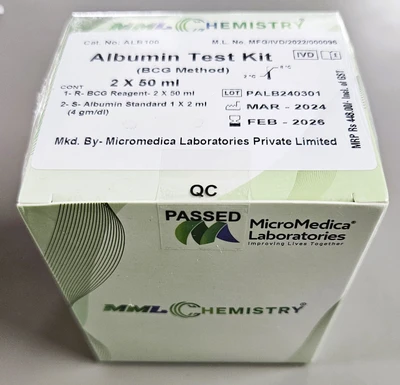 MML CHEMISTRY
Cat. No: ALB100 M.L. No. MFG/IVD/2022/000096
Albumin Test Kit
(BCG Method)
IVD
2 X 50 ml
CONT
1- R- BCG Reagent- 2 X 50 ml
2- S- Albumin Standard 1 X 2 ml
(4 gm/dl)
2°C
8°C
LOT PALB240301
MAR - 2024
FEB - 2026
Mkd. By- Micromedica Laboratories Private Limited
MRP Rs 448.00/- Incl. of GST
QC
PASSED
MicroMedica®
Laboratories
Improving Lives Together
MML CHEMISTRY